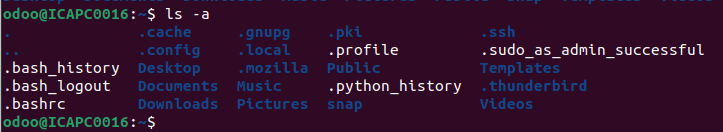 odoo@ICAPC0016:~$ ls -a
. .cache .gnupg .pki .ssh
.. .config .local .profile .sudo_as_admin_successful
.bash_history Desktop .mozilla Public Templates
.bash_logout Documents Music .python_history .thunderbird
.bashrc Downloads Pictures snap Videos
odoo@ICAPC0016:~$